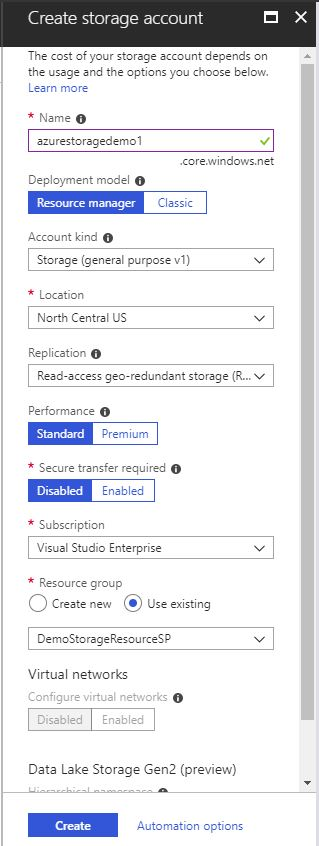 Create storage account
The cost of your storage account depends on
the usage and the options you choose below.
Learn more
* Name
azurestoragedemo1
.core.windows.net
Deployment model
Resource manager Classic
Account kind
Storage (general purpose v1)
* Location
North Central US
Replication
Read-access geo-redundant storage (R...
Performance
Standard Premium
* Secure transfer required
Disabled Enabled
* Subscription
Visual Studio Enterprise
* Resource group
Create new Use existing
DemoStorageResourceSP
Virtual networks
Configure virtual networks
Disabled Enabled
Data Lake Storage Gen2 (preview)
Hierarchical namespace
Create Automation options